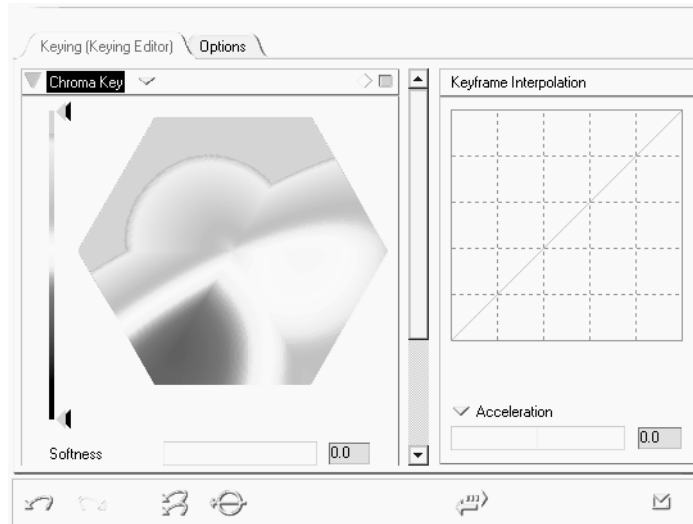 Keying (Keying Editor)
Options
Chroma Key
Keyframe Interpolation
Acceleration
0.0
Softness
0.0